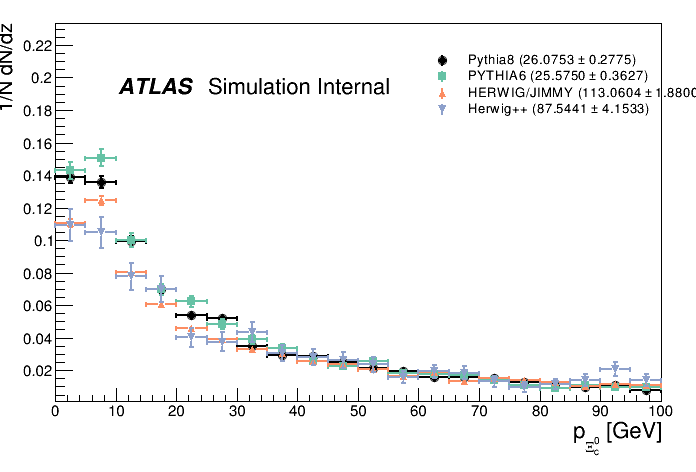 1/N dN/dz
0.22
0.2
0.18
0.16
0.14
0.12
0.1
0.08
0.06
0.04
0.02
ATLAS Simulation Internal
Pythia8 (26.0753 ± 0.2775)
PYTHIA6 (25.5750 ± 0.3627)
HERWIG/JIMMY (113.0604 ± 1.8800
Herwig++ (87.5441 ± 4.1533)
0 10 20 30 40 50 60 70 80 90 100
p_{Ξ_c^0} [GeV]